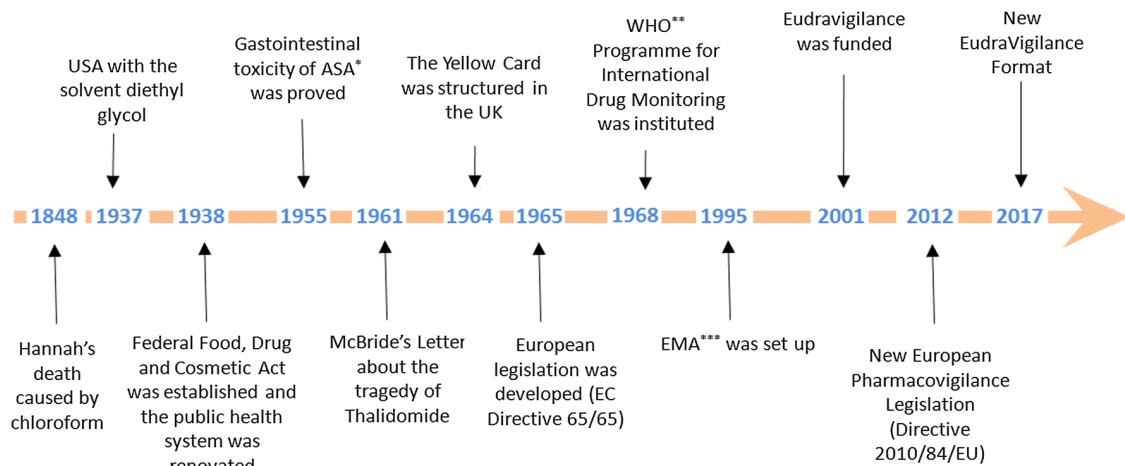 USA with the
solvent diethyl
glycol
Gastointestinal
toxicity of ASA*
was proved
The Yellow Card
was structured in
the UK
WHO**
Programme for
International
Drug Monitoring
was instituted
Eudravigilance
was funded
New
EudraVigilance
Format
1848 1937 1938 1955 1961 1964 1965 1968 1995 2001 2012 2017
Hannah’s
death
caused by
chloroform
Federal Food, Drug
and Cosmetic Act
was established and
the public health
system was
renovated
McBride’s Letter
about the
tragedy of
Thalidomide
European
legislation was
developed (EC
Directive 65/65)
EMA*** was set up
New European
Pharmacovigilance
Legislation
(Directive
2010/84/EU)